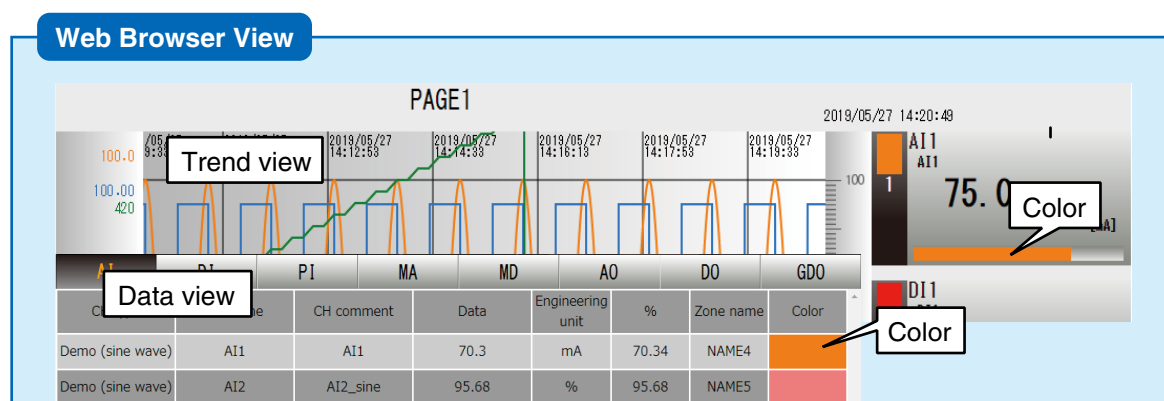 Web Browser View
PAGE1
2019/05/27 14:20:49
2019/05/27 2019/05/27 2019/05/27 2019/05/27 2019/05/27
14:12:53 14:14:33 14:16:13 14:17:53 14:19:33
Trend view
100.0
100.00
420
100
AI1
AI1
1
75.0
Color
AI PI MA MD AO DO GDO
Data view
CH comment Data Engineering unit % Zone name Color
Demo (sine wave) AI1 AI1 70.3 mA 70.34 NAME4
Demo (sine wave) AI2 AI2_sine 95.68 % 95.68 NAME5
DI1
Color